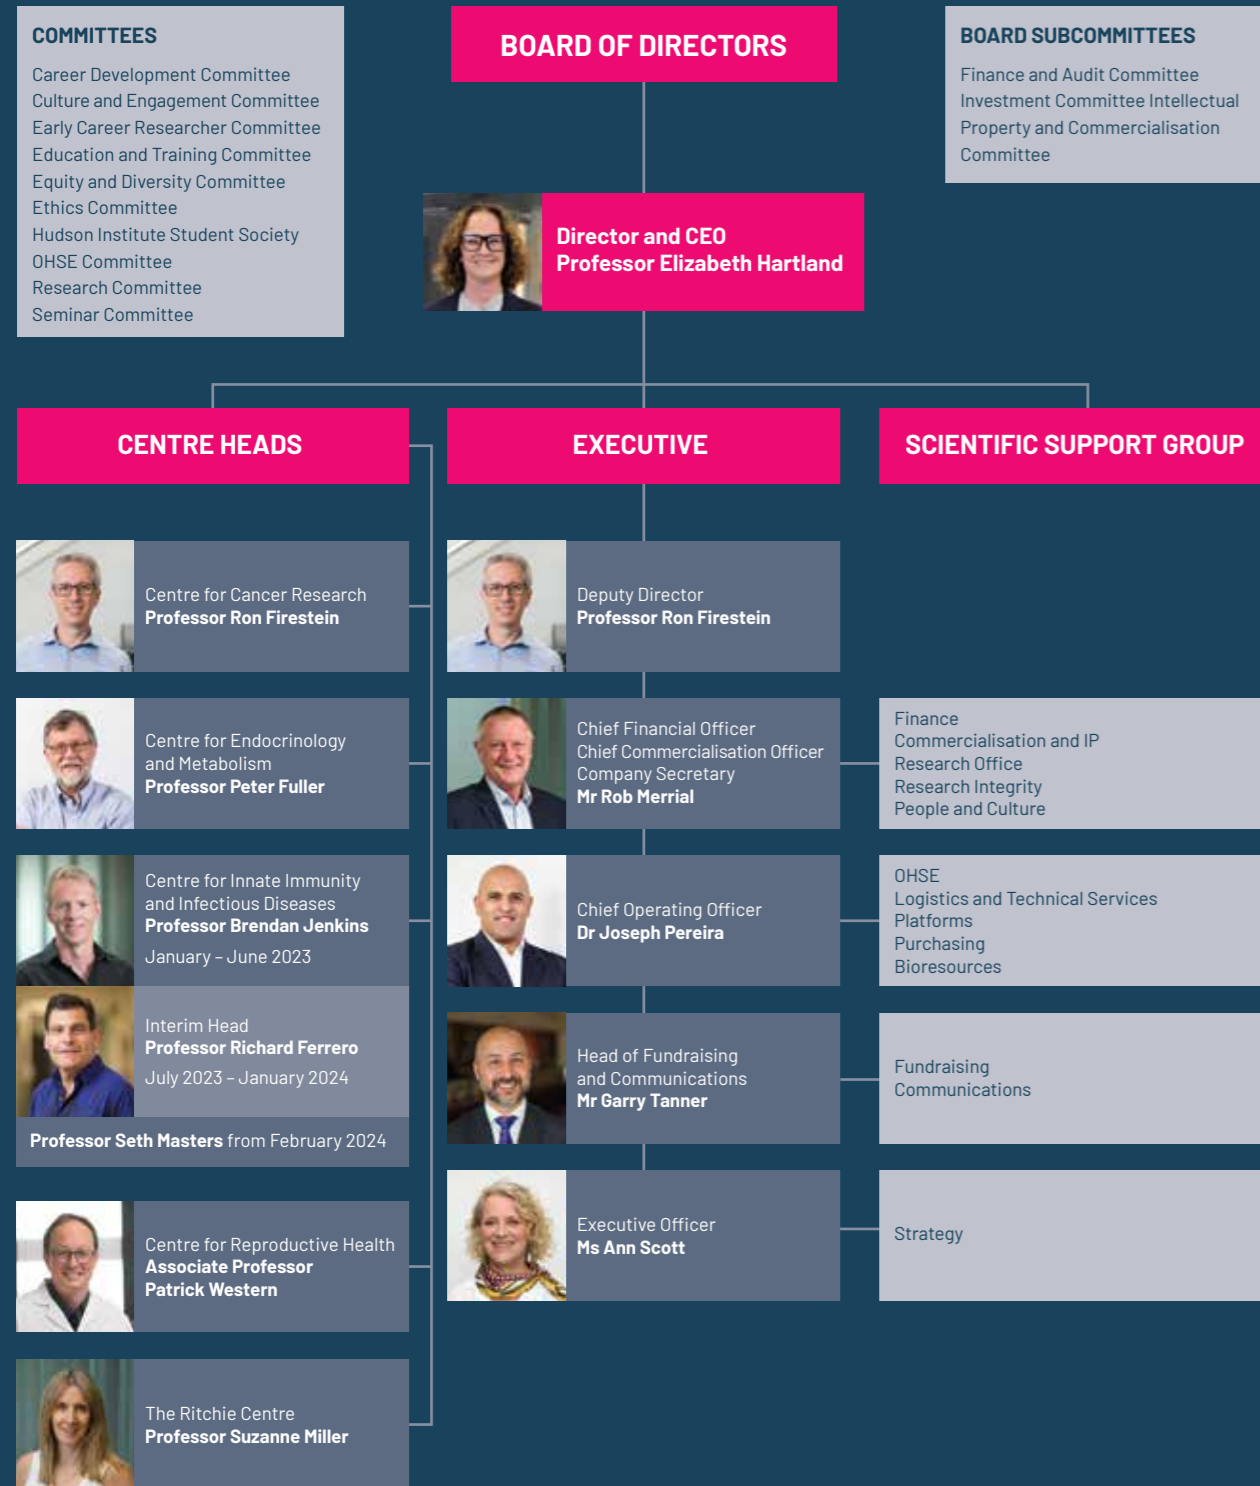 COMMITTEES
Career Development Committee
Culture and Engagement Committee
Early Career Researcher Committee
Education and Training Committee
Equity and Diversity Committee
Ethics Committee
Hudson Institute Student Society
OHSE Committee
Research Committee
Seminar Committee
BOARD OF DIRECTORS
BOARD SUBCOMMITTEES
Finance and Audit Committee
Investment Committee Intellectual
Property and Commercialisation
Committee
Director and CEO
Professor Elizabeth Hartland
CENTRE HEADS
Centre for Cancer Research
Professor Ron Firestein
Centre for Endocrinology
and Metabolism
Professor Peter Fuller
Centre for Innate Immunity
and Infectious Diseases
Professor Brendan Jenkins
January – June 2023
Interim Head
Professor Richard Ferrero
July 2023 – January 2024
Professor Seth Masters from February 2024
Centre for Reproductive Health
Associate Professor
Patrick Western
The Ritchie Centre
Professor Suzanne Miller
EXECUTIVE
Deputy Director
Professor Ron Firestein
Chief Financial Officer
Chief Commercialisation Officer
Company Secretary
Mr Rob Merrial
Chief Operating Officer
Dr Joseph Pereira
Head of Fundraising
and Communications
Mr Garry Tanner
Executive Officer
Ms Ann Scott
SCIENTIFIC SUPPORT GROUP
Finance
Commercialisation and IP
Research Office
Research Integrity
People and Culture
OHSE
Logistics and Technical Services
Platforms
Purchasing
Bioresources
Fundraising
Communications
Strategy